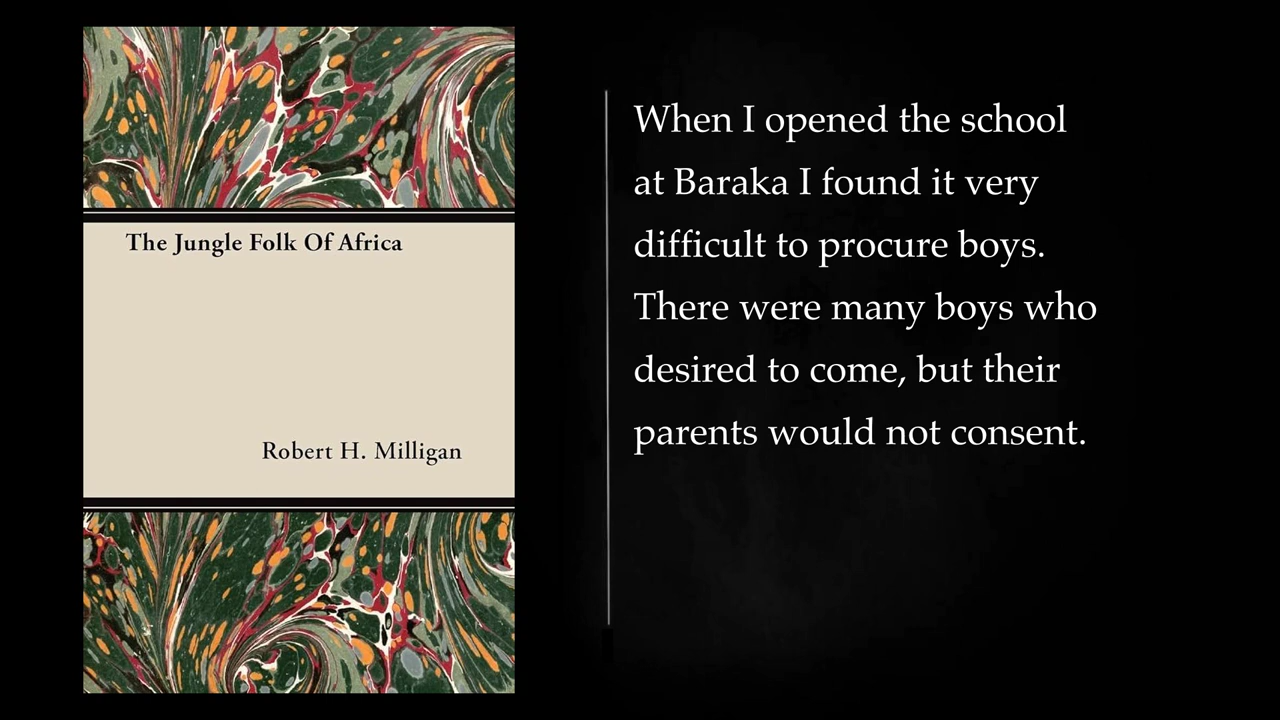 The Jungle Folk Of Africa
Robert H. Milligan
When I opened the school
at Baraka I found it very
difficult to procure boys.
There were many boys who
desired to come, but their
parents would not consent.